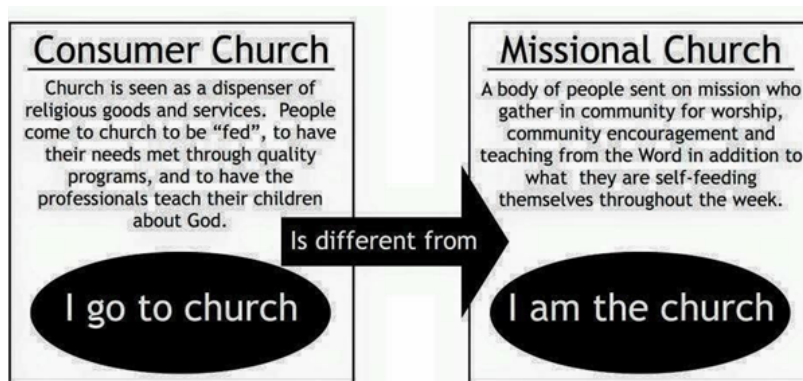 Consumer Church
Church is seen as a dispenser of
religious goods and services.  People
come to church to be “fed”, to have
their needs met through quality
programs, and to have the
professionals teach their children
about God.
I go to church
Is different from
Missional Church
A body of people sent on mission who
gather in community for worship,
community encouragement and
teaching from the Word in addition to
what  they are self-feeding
themselves throughout the week.
I am the church